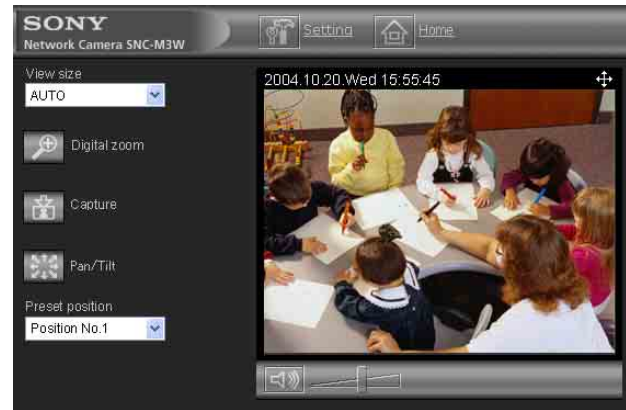 SONY
Network Camera SNC-M3W
Setting
Home
View size
AUTO
Digital zoom
Capture
Pan/Tilt
Preset position
Position No.1
2004.10.20.Wed 15:55:45